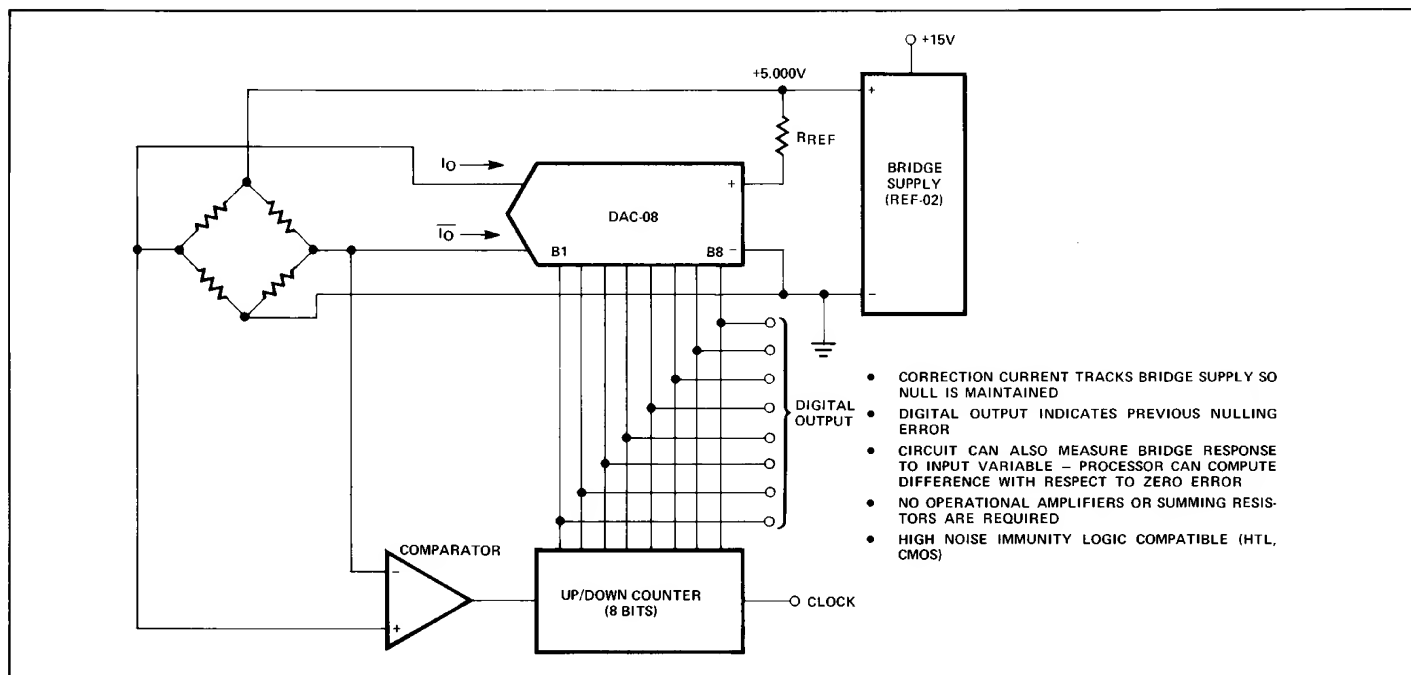 +15V
+5.000V
+
RREF
IO
+
BRIDGE
SUPPLY
(REF-02)
DAC-08
IO
B1
B8
−
−
DIGITAL
OUTPUT
● CORRECTION CURRENT TRACKS BRIDGE SUPPLY SO
NULL IS MAINTAINED
● DIGITAL OUTPUT INDICATES PREVIOUS NULLING
ERROR
● CIRCUIT CAN ALSO MEASURE BRIDGE RESPONSE
TO INPUT VARIABLE – PROCESSOR CAN COMPUTE
DIFFERENCE WITH RESPECT TO ZERO ERROR
● NO OPERATIONAL AMPLIFIERS OR SUMMING RESIS-
TORS ARE REQUIRED
● HIGH NOISE IMMUNITY LOGIC COMPATIBLE (HTL,
CMOS)
COMPARATOR
−
+
UP/DOWN COUNTER
(8 BITS)
CLOCK